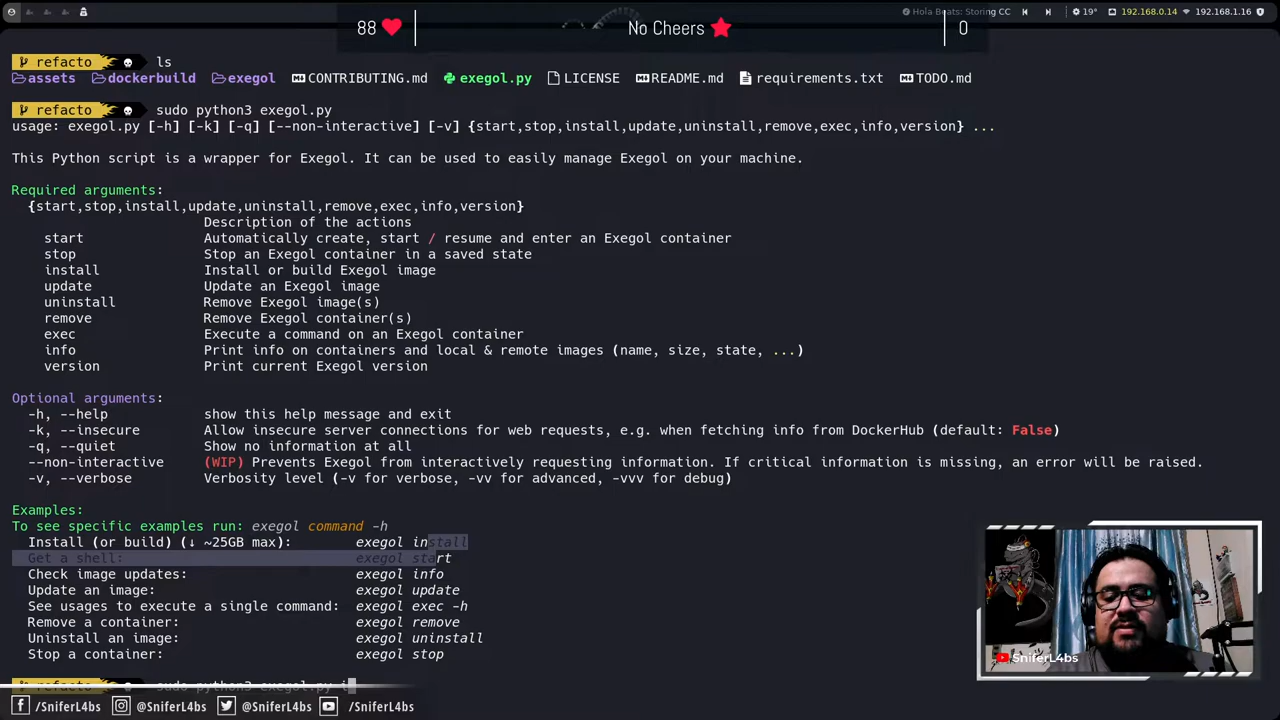 Hola Beats: Storing CC
19°
192.168.0.14
192.168.1.16
88
No Cheers
0
refacto ls
assets dockerbuild exegol CONTRIBUTING.md exegol.py LICENSE README.md requirements.txt TODO.md
refacto sudo python3 exegol.py
usage: exegol.py [-h] [-k] [-q] [--non-interactive] [-v] {start,stop,install,update,uninstall,remove,exec,info,version} ...
This Python script is a wrapper for Exegol. It can be used to easily manage Exegol on your machine.
Required arguments:
{start,stop,install,update,uninstall,remove,exec,info,version}
Description of the actions
start Automatically create, start / resume and enter an Exegol container
stop Stop an Exegol container in a saved state
install Install or build Exegol image
update Update an Exegol image
uninstall Remove Exegol image(s)
remove Remove Exegol container(s)
exec Execute a command on an Exegol container
info Print info on containers and local & remote images (name, size, state, ...)
version Print current Exegol version
Optional arguments:
-h, --help show this help message and exit
-k, --insecure Allow insecure server connections for web requests, e.g. when fetching info from DockerHub (default: False)
-q, --quiet Show no information at all
--non-interactive (WIP) Prevents Exegol from interactively requesting information. If critical information is missing, an error will be raised.
-v, --verbose Verbosity level (-v for verbose, -vv for advanced, -vvv for debug)
Examples:
To see specific examples run: exegol command -h
Install (or build) (↓ ~25GB max): exegol install
Get a shell: exegol start
Check image updates: exegol info
Update an image: exegol update
See usages to execute a single command: exegol exec -h
Remove a container: exegol remove
Uninstall an image: exegol uninstall
Stop a container: exegol stop
refacto sudo python3 exegol.py i
SniferL4bs
/SniferL4bs @SniferL4bs @SniferL4bs /SniferL4bs